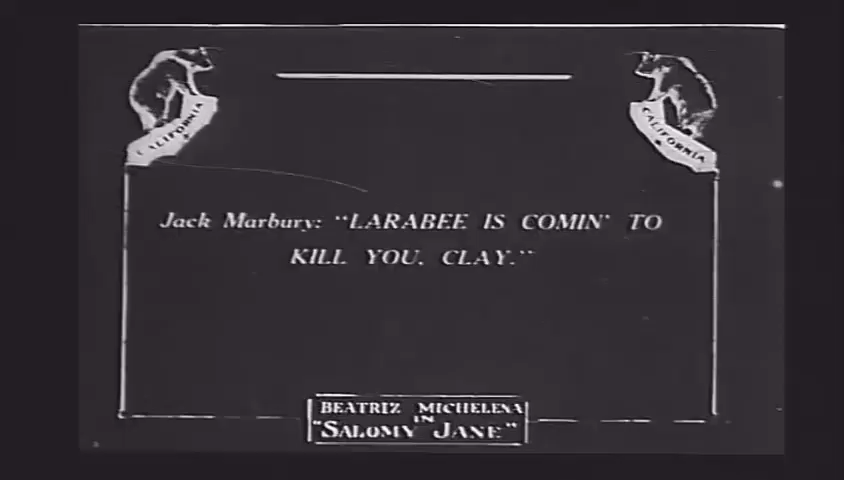 CALIFORNIA
CALIFORNIA
Jack Marbury: "LARABEE IS COMIN' TO
KILL YOU, CLAY."
BEATRIZ MICHELENA
IN
"SALOMY JANE"